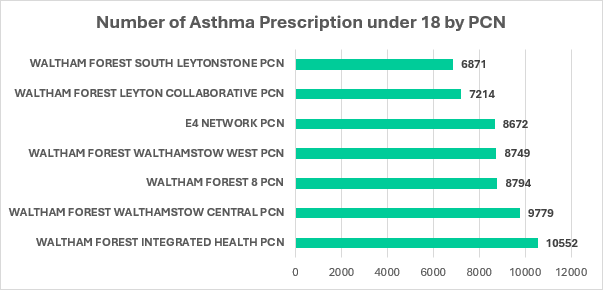 Number of Asthma Prescription under 18 by PCN
WALTHAM FOREST SOUTH LEYTONSTONE PCN 6871
WALTHAM FOREST LEYTON COLLABORATIVE PCN 7214
E4 NETWORK PCN 8672
WALTHAM FOREST WALTHAMSTOW WEST PCN 8749
WALTHAM FOREST 8 PCN 8794
WALTHAM FOREST WALTHAMSTOW CENTRAL PCN 9779
WALTHAM FOREST INTEGRATED HEALTH PCN 10552
0 2000 4000 6000 8000 10000 12000